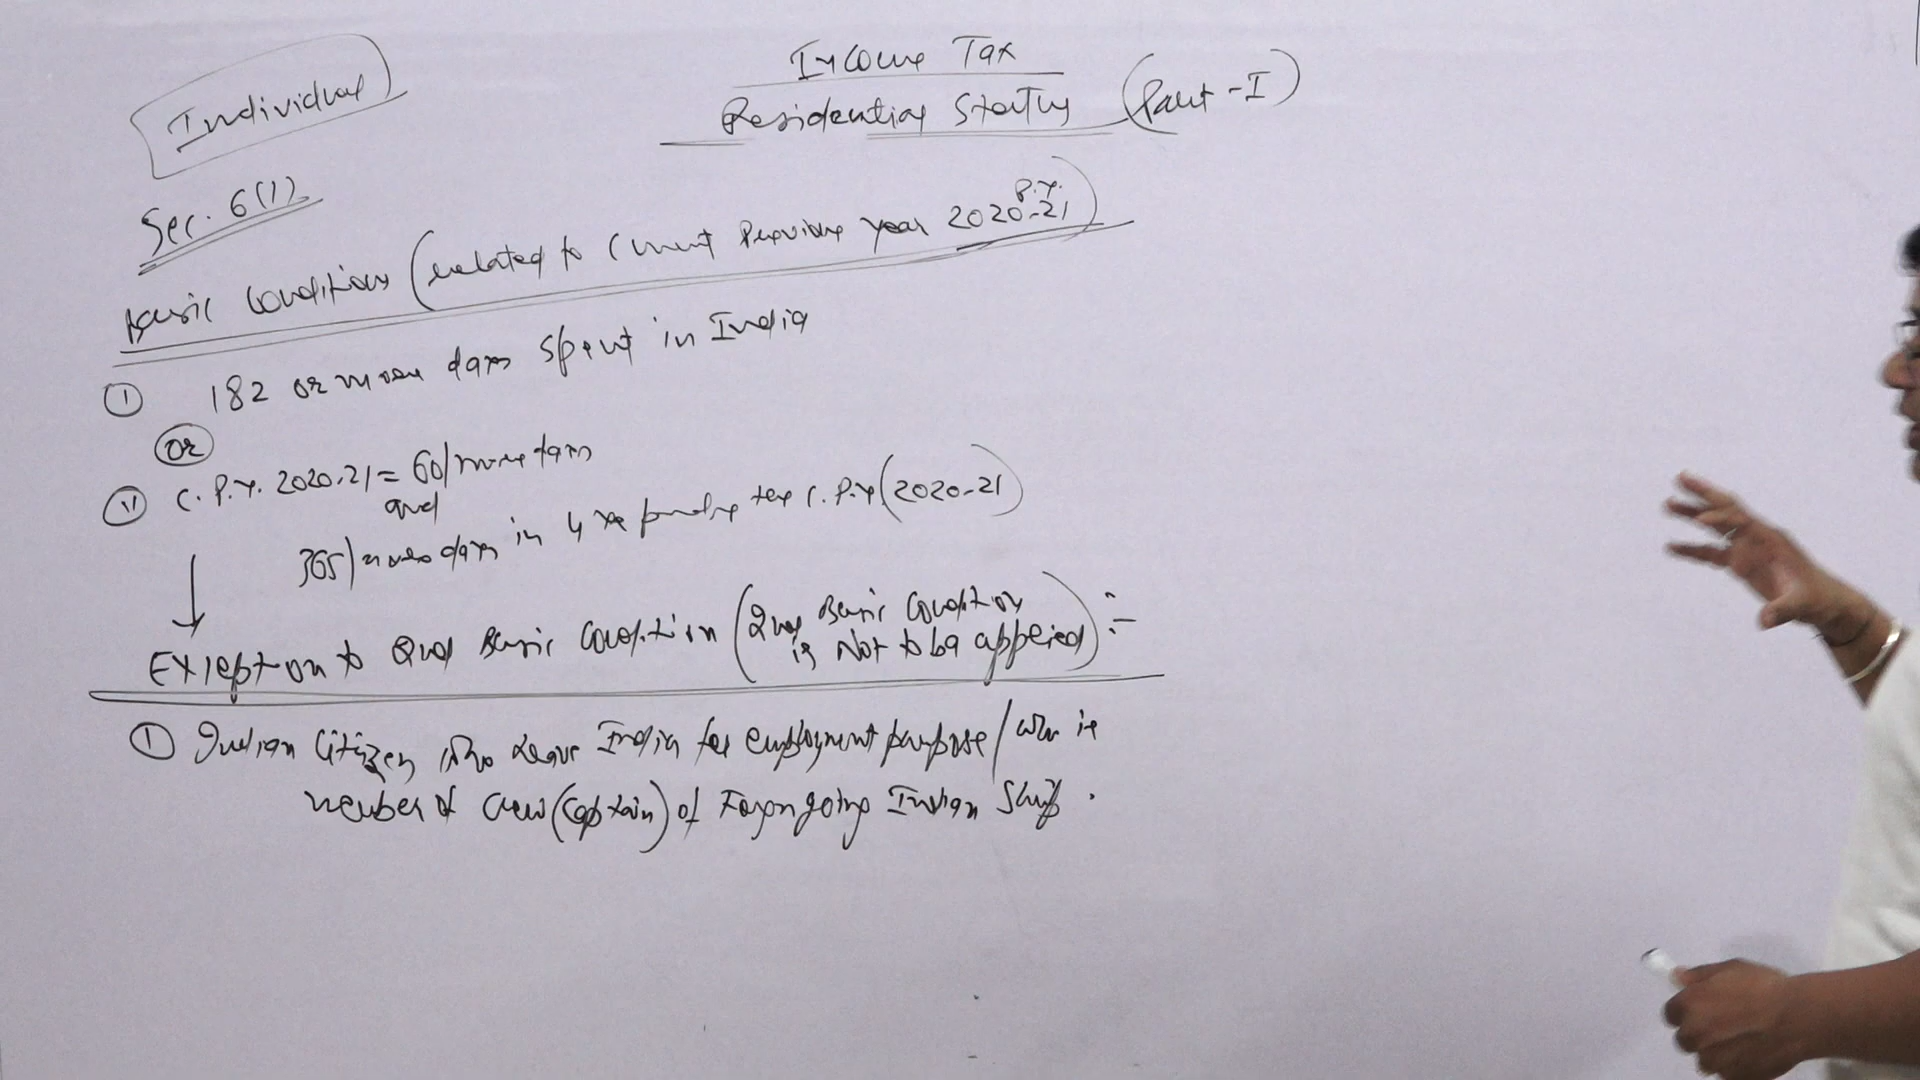 Income Tax
Residential Status (Part-I)
Individual
Sec. 6(1)
Basic Conditions (related to Current Previous year P.Y. 2020-21)
① 182 or more days spent in India
or
② C.P.Y. 2020-21 = 60/more days
and
365/more days in 4 yrs preceding the C.P.Y (2020-21)
Exception to 2nd Basic Condition (2nd Basic Condition
is Not to be applied) :-
① Indian Citizen who leave India for employment purpose/who is
member of crew (captain) of Foreign going Indian Ship.